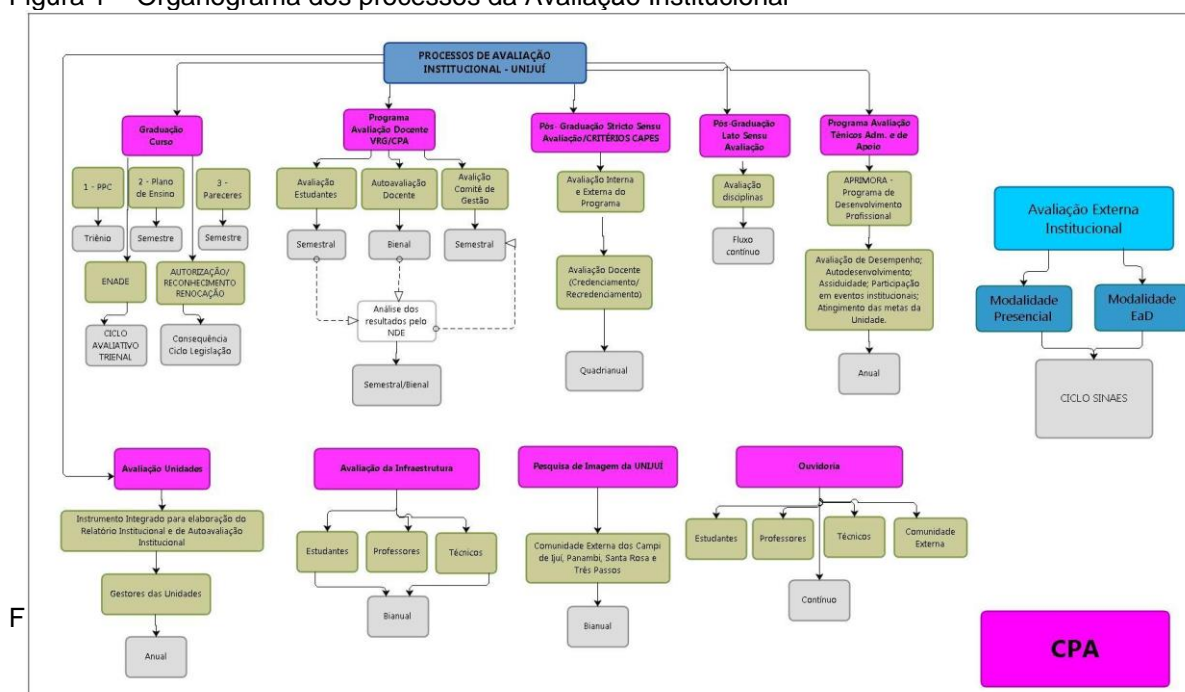 Figura 1 – Organograma dos processos da Avaliação Institucional
PROCESSOS DE AVALIAÇÃO
INSTITUCIONAL - UNIJUÍ
Graduação
Curso
Programa
Avaliação Docente
VRG/CPA
Pós- Graduação Stricto Sensu
Avaliação/CRITÉRIOS CAPES
Pós-Graduação
Lato Sensu
Avaliação
Programa Avaliação
Ténicos Adm. e de
Apoio
1 - PPC
2 - Plano
de Ensino
3 -
Pareceres
Triênio
Semestre
Semestre
ENADE
AUTORIZAÇÃO/
RECONHECIMENTO
RENOCAÇÃO
CICLO
AVALIATIVO
TRIENAL
Consequência
Ciclo Legislação
Avaliação
Estudantes
Autoavaliação
Docente
Avalição
Comitê de
Gestão
Semestral
Bienal
Semestral
Análise dos
resultados pelo
NDE
Semestral/Bienal
Avaliação Interna
e Externa do
Programa
Avaliação Docente
(Credenciamento/
Recredenciamento)
Quadrianual
Avaliação
disciplinas
Fluxo
contínuo
APRIMORA -
Programa de
Desenvolvimento
Profissional
Avaliação de Desempenho;
Autodesenvolvimento;
Assiduidade; Participação
em eventos institucionais;
Atingimento das metas da
Unidade.
Anual
Avaliação Externa
Institucional
Modalidade
Presencial
Modalidade
EaD
CICLO SINAES
Avaliação Unidades
Instrumento Integrado para elaboração do
Relatório Institucional e de Autoavaliação
Institucional
Gestores das Unidades
Anual
Avaliação da Infraestrutura
Estudantes
Professores
Técnicos
Bianual
Pesquisa de Imagem da UNIJUÍ
Comunidade Externa dos Campi
de Ijuí, Panambi, Santa Rosa e
Três Passos
Bianual
Ouvidoria
Estudantes
Professores
Técnicos
Comunidade
Externa
Contínuo
F
CPA